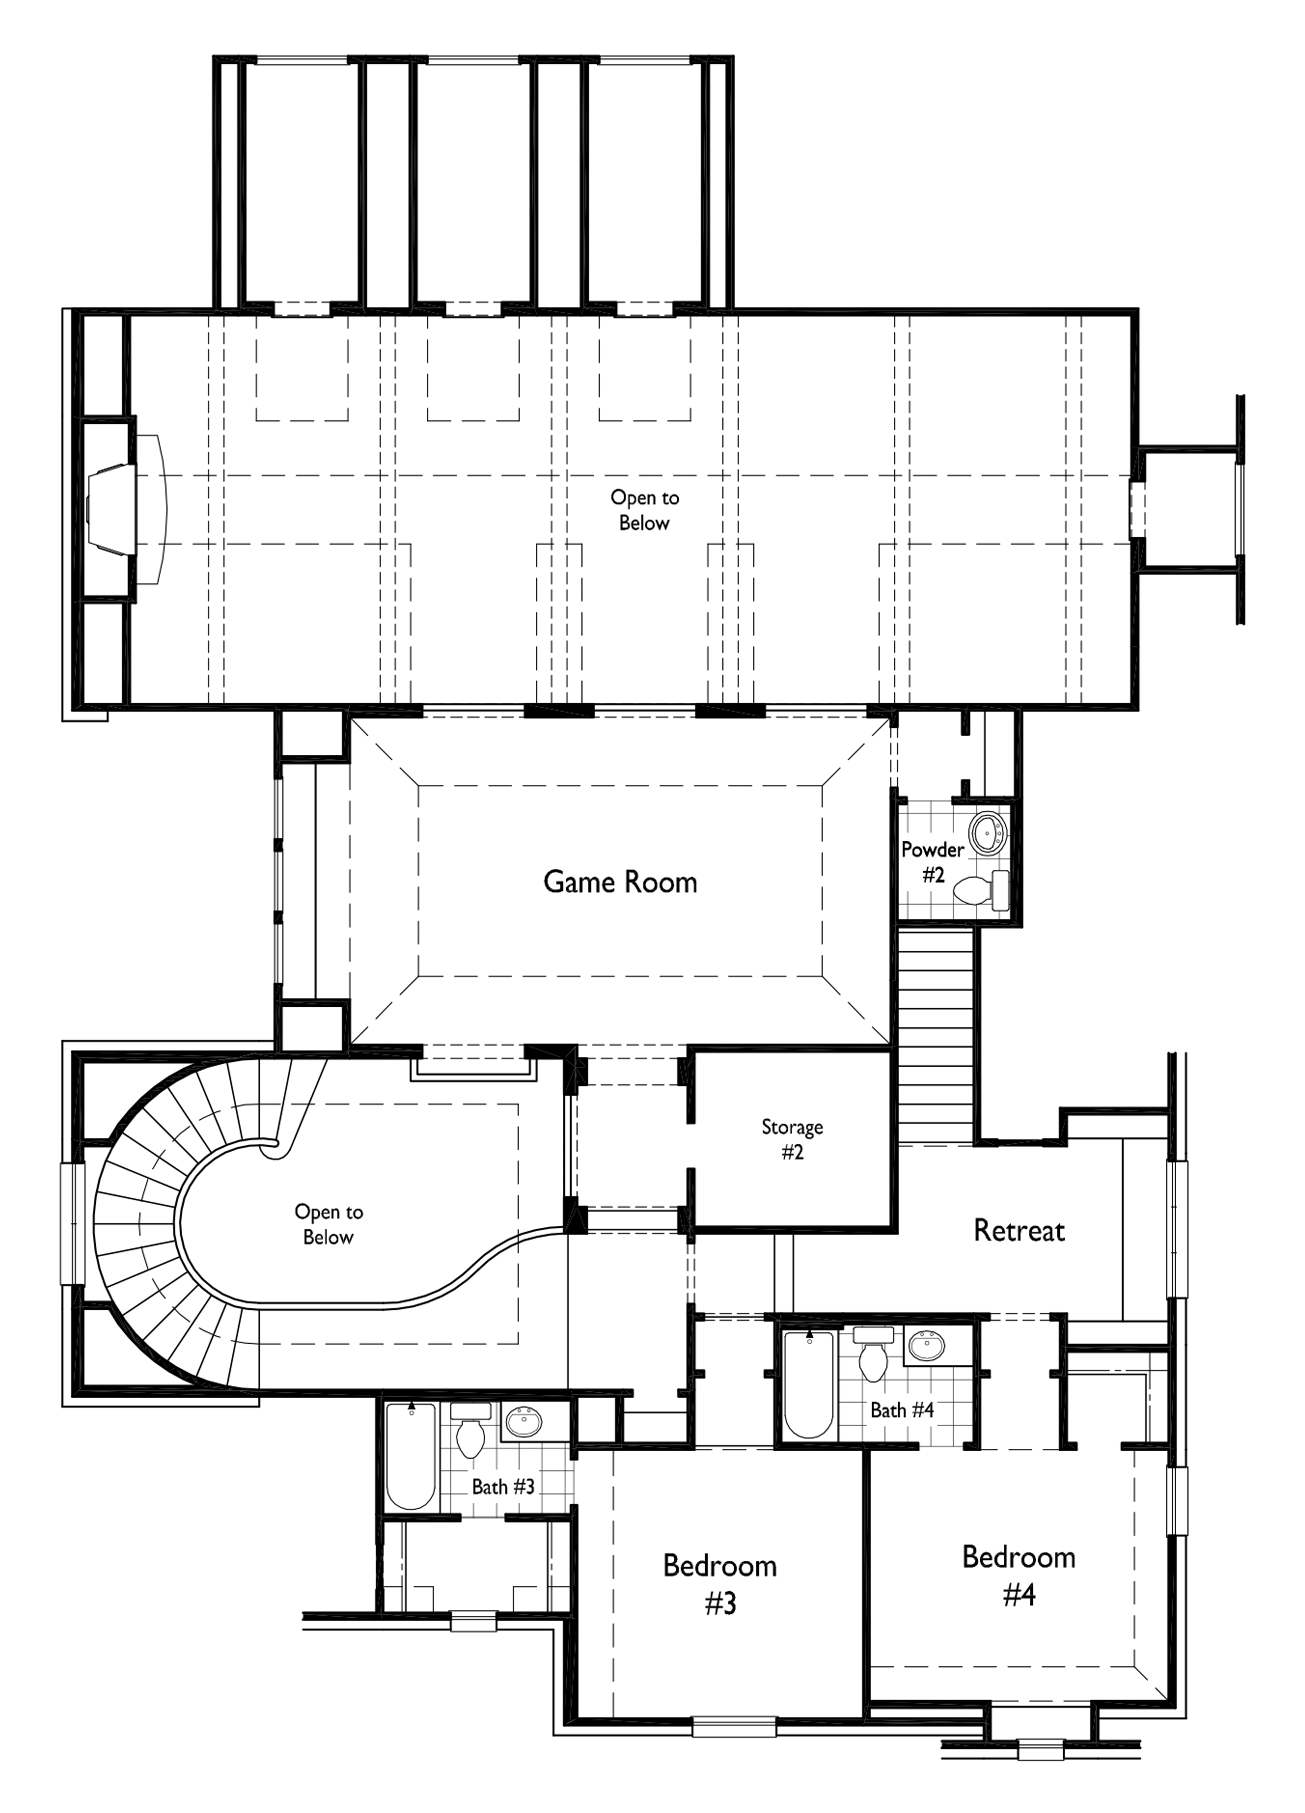 Open to
Below
Powder
#2
Game Room
Storage
#2
Open to
Below
Retreat
Bath #4
Bath #3
Bedroom
#3
Bedroom
#4